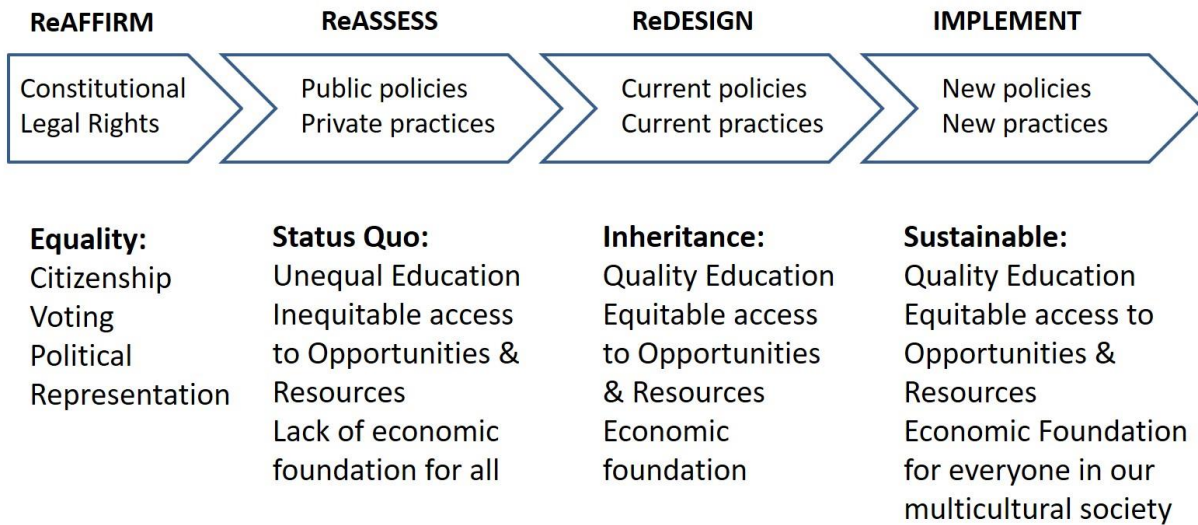 ReAFFIRM
ReASSESS
ReDESIGN
IMPLEMENT
Constitutional
Legal Rights
Public policies
Private practices
Current policies
Current practices
New policies
New practices
Equality:
Citizenship
Voting
Political
Representation
Status Quo:
Unequal Education
Inequitable access
to Opportunities &
Resources
Lack of economic
foundation for all
Inheritance:
Quality Education
Equitable access
to Opportunities
& Resources
Economic
foundation
Sustainable:
Quality Education
Equitable access to
Opportunities &
Resources
Economic Foundation
for everyone in our
multicultural society